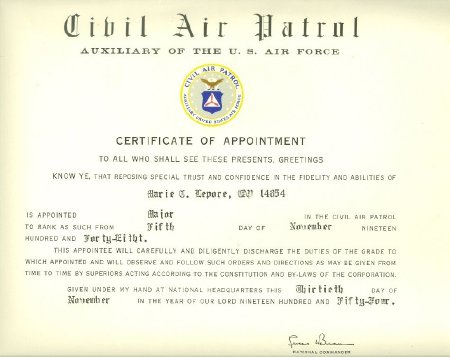 Civil Air Patrol
AUXILIARY OF THE U. S. AIR FORCE
CIVIL AIR PATROL
AUXILIARY UNITED STATES AIR FORCE
CERTIFICATE OF APPOINTMENT
TO ALL WHO SHALL SEE THESE PRESENTS, GREETINGS
KNOW YE, THAT REPOSING SPECIAL TRUST AND CONFIDENCE IN THE FIDELITY AND ABILITIES OF
Marie C. Lepore, 14854
IS APPOINTED Major IN THE CIVIL AIR PATROL
TO RANK AS SUCH FROM Fifth DAY OF November NINETEEN
HUNDRED AND Forty-Eight.
THIS APPOINTEE WILL CAREFULLY AND DILIGENTLY DISCHARGE THE DUTIES OF THE GRADE TO
WHICH APPOINTED AND WILL OBSERVE AND FOLLOW SUCH ORDERS AND DIRECTIONS AS MAY BE GIVEN FROM
TIME TO TIME BY SUPERIORS ACTING ACCORDING TO THE CONSTITUTION AND BY-LAWS OF THE CORPORATION.
GIVEN UNDER MY HAND AT NATIONAL HEADQUARTERS THIS Thirtieth DAY OF
November IN THE YEAR OF OUR LORD NINETEEN HUNDRED AND Fifty-Four.
NATIONAL COMMANDER